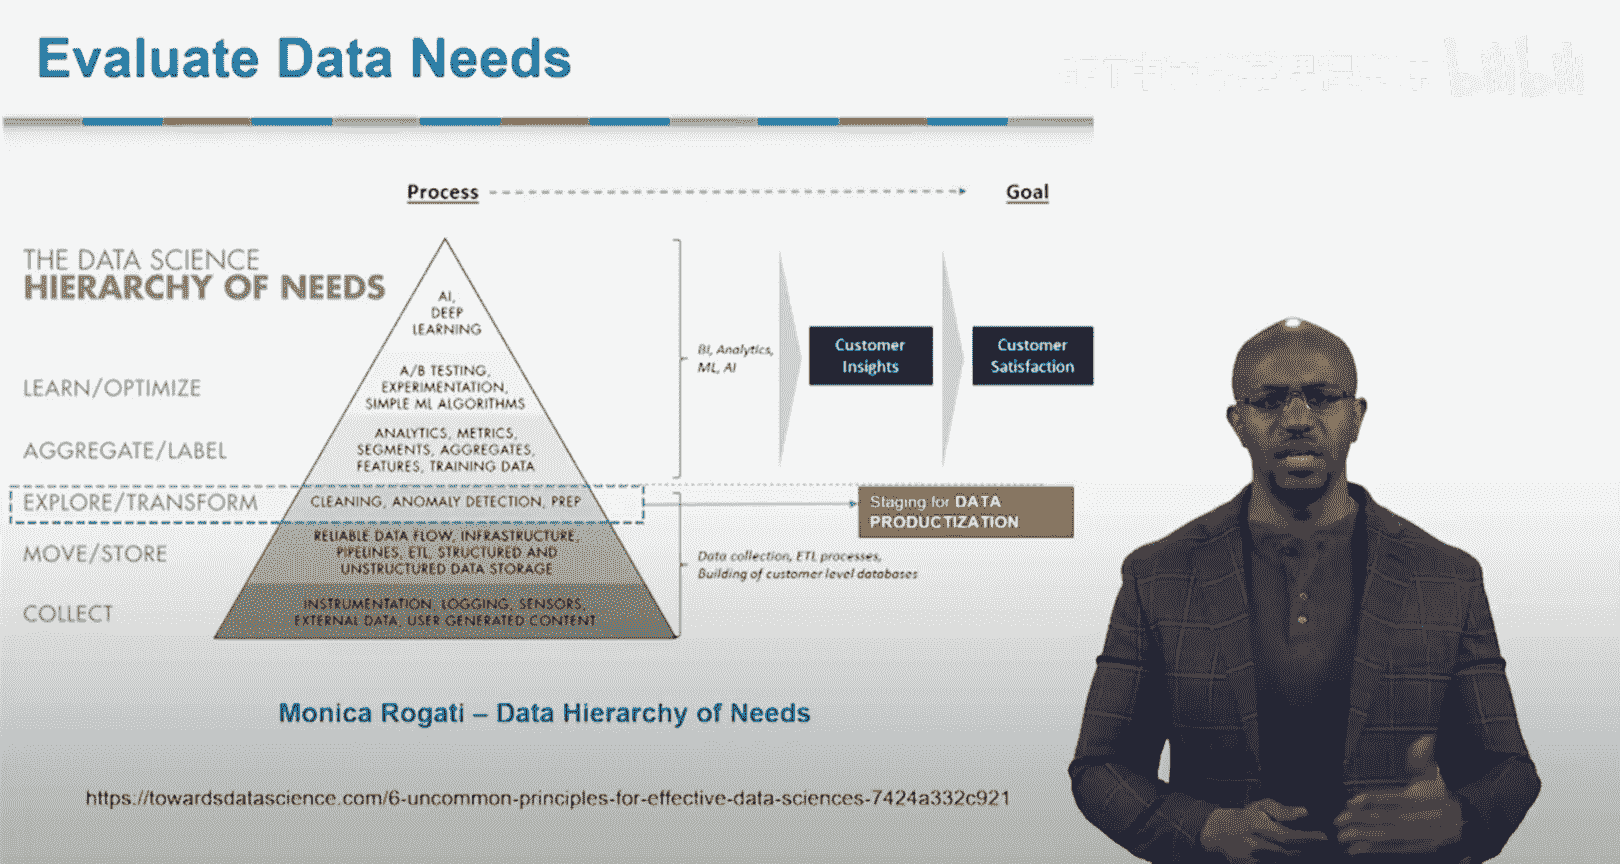 Evaluate Data Needs
bilibili
Process
Goal
THE DATA SCIENCE
HIERARCHY OF NEEDS
AI,
DEEP
LEARNING
LEARN/OPTIMIZE
A/B TESTING,
EXPERIMENTATION,
SIMPLE ML ALGORITHMS
AGGREGATE/LABEL
ANALYTICS, METRICS,
SEGMENTS, AGGREGATES,
FEATURES, TRAINING DATA
EXPLORE/TRANSFORM
CLEANING, ANOMALY DETECTION, PREP
MOVE/STORE
RELIABLE DATA FLOW, INFRASTRUCTURE,
PIPELINES, ETL, STRUCTURED AND
UNSTRUCTURED DATA STORAGE
COLLECT
INSTRUMENTATION, LOGGING, SENSORS,
EXTERNAL DATA, USER GENERATED CONTENT
BI, Analytics,
ML, AI
Customer
Insights
Customer
Satisfaction
Staging for DATA
PRODUCTIZATION
Data collection, ETL processes,
Building of customer level databases
Monica Rogati – Data Hierarchy of Needs
https://towardsdatascience.com/6-uncommon-principles-for-effective-data-sciences-7424a332c921